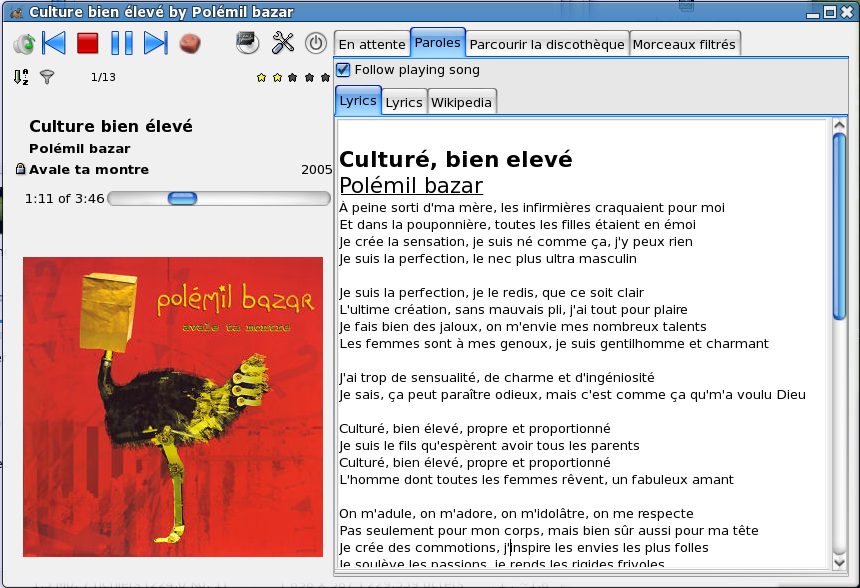 Culture bien élevé by Polémil bazar
1/13
Culture bien élevé
Polémil bazar
Avale ta montre
2005
1:11 of 3:46
polémil bazar
avale ta montre
En attente
Paroles
Parcourir la discothèque
Morceaux filtrés
Follow playing song
Lyrics
Lyrics
Wikipedia
Culturé, bien elevé
Polémil bazar
À peine sorti d'ma mère, les infirmières craquaient pour moi
Et dans la pouponnière, toutes les filles étaient en émoi
Je crée la sensation, je suis né comme ça, j'y peux rien
Je suis la perfection, le nec plus ultra masculin
Je suis la perfection, je le redis, que ce soit clair
L'ultime création, sans mauvais pli, j'ai tout pour plaire
Je fais bien des jaloux, on m'envie mes nombreux talents
Les femmes sont à mes genoux, je suis gentilhomme et charmant
J'ai trop de sensualité, de charme et d'ingéniosité
Je sais, ça peut paraître odieux, mais c'est comme ça qu'm'a voulu Dieu
Culturé, bien élevé, propre et proportionné
Je suis le fils qu'espèrent avoir tous les parents
Culturé, bien élevé, propre et proportionné
L'homme dont toutes les femmes rêvent, un fabuleux amant
On m'adule, on m'adore, on m'idolâtre, on me respecte
Pas seulement pour mon corps, mais bien sûr aussi pour ma tête
Je crée des commotions, j'inspire les envies les plus folles
Je soulève les passions, je rends les rigides frivoles